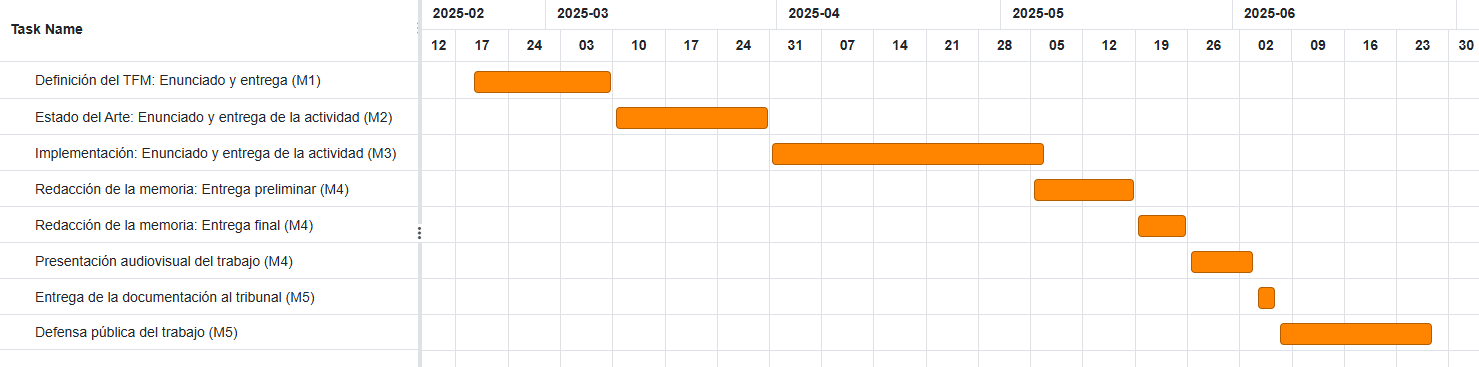 Task Name
2025-02 2025-03 2025-04 2025-05 2025-06
12 17 24 03 10 17 24 31 07 14 21 28 05 12 19 26 02 09 16 23 30
Definición del TFM: Enunciado y entrega (M1)
Estado del Arte: Enunciado y entrega de la actividad (M2)
Implementación: Enunciado y entrega de la actividad (M3)
Redacción de la memoria: Entrega preliminar (M4)
Redacción de la memoria: Entrega final (M4)
Presentación audiovisual del trabajo (M4)
Entrega de la documentación al tribunal (M5)
Defensa pública del trabajo (M5)